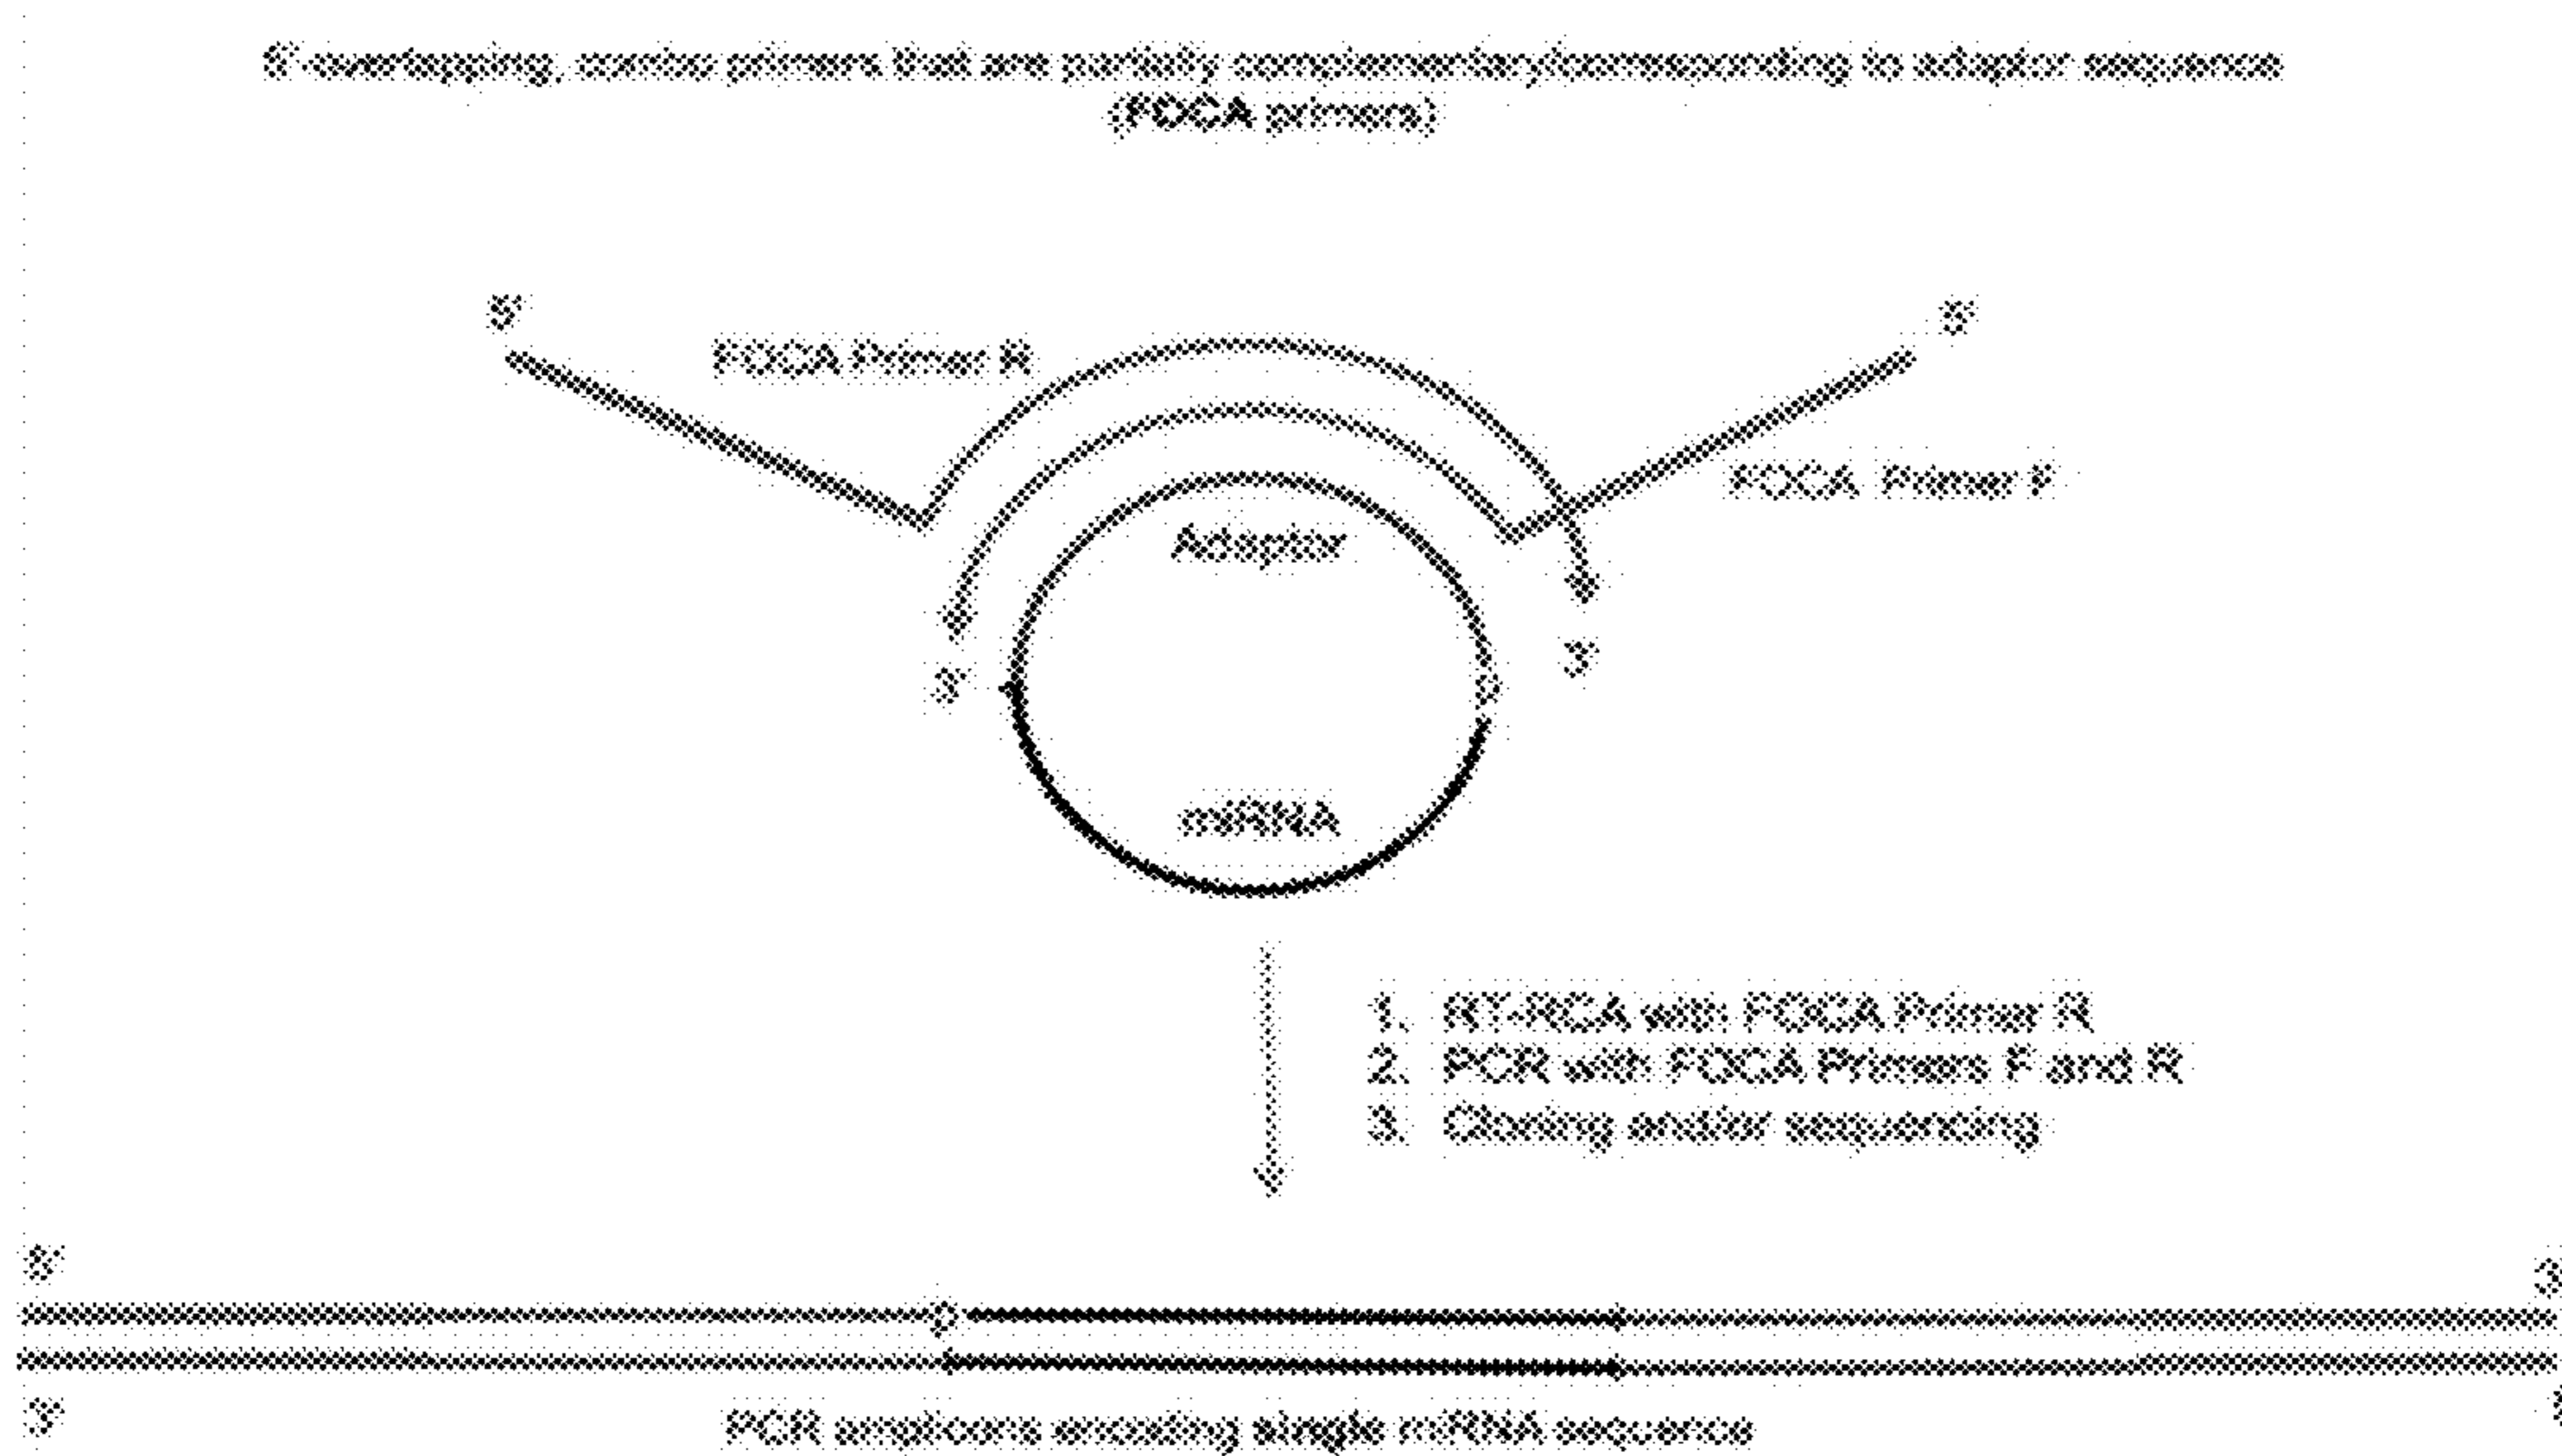 5'-overlapping, combo primers that are partially complementary/corresponding to adaptor sequence
(FOCA primers)
5'
5'
FOCA Primer R
FOCA Primer F
Adaptor
3'
3'
miRNA
1. RT-RCA with FOCA Primer R
2. PCR with FOCA Primers F and R
3. Cloning and/or sequencing
5'
3
3'
PCR amplicons encoding single miRNA sequence